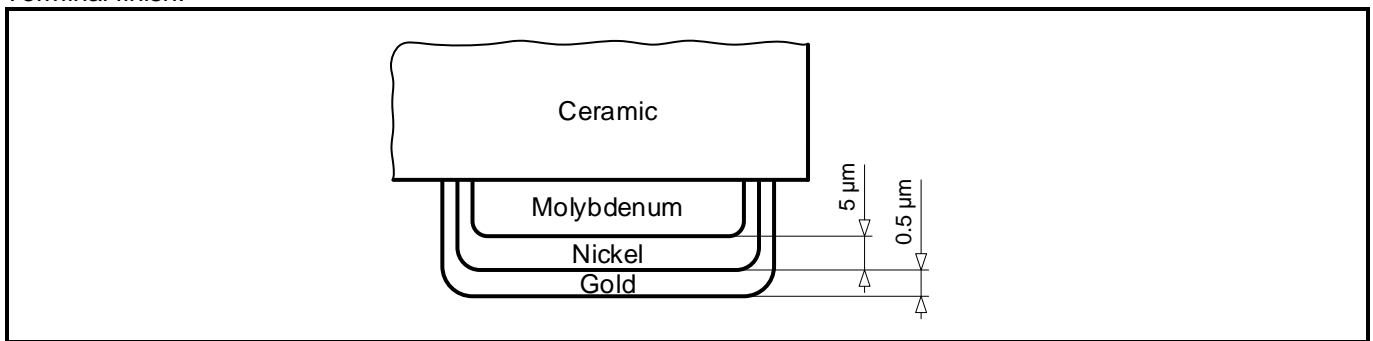 Terminal finish:
Ceramic
Molybdenum
Nickel
Gold
5 µm
0.5 µm